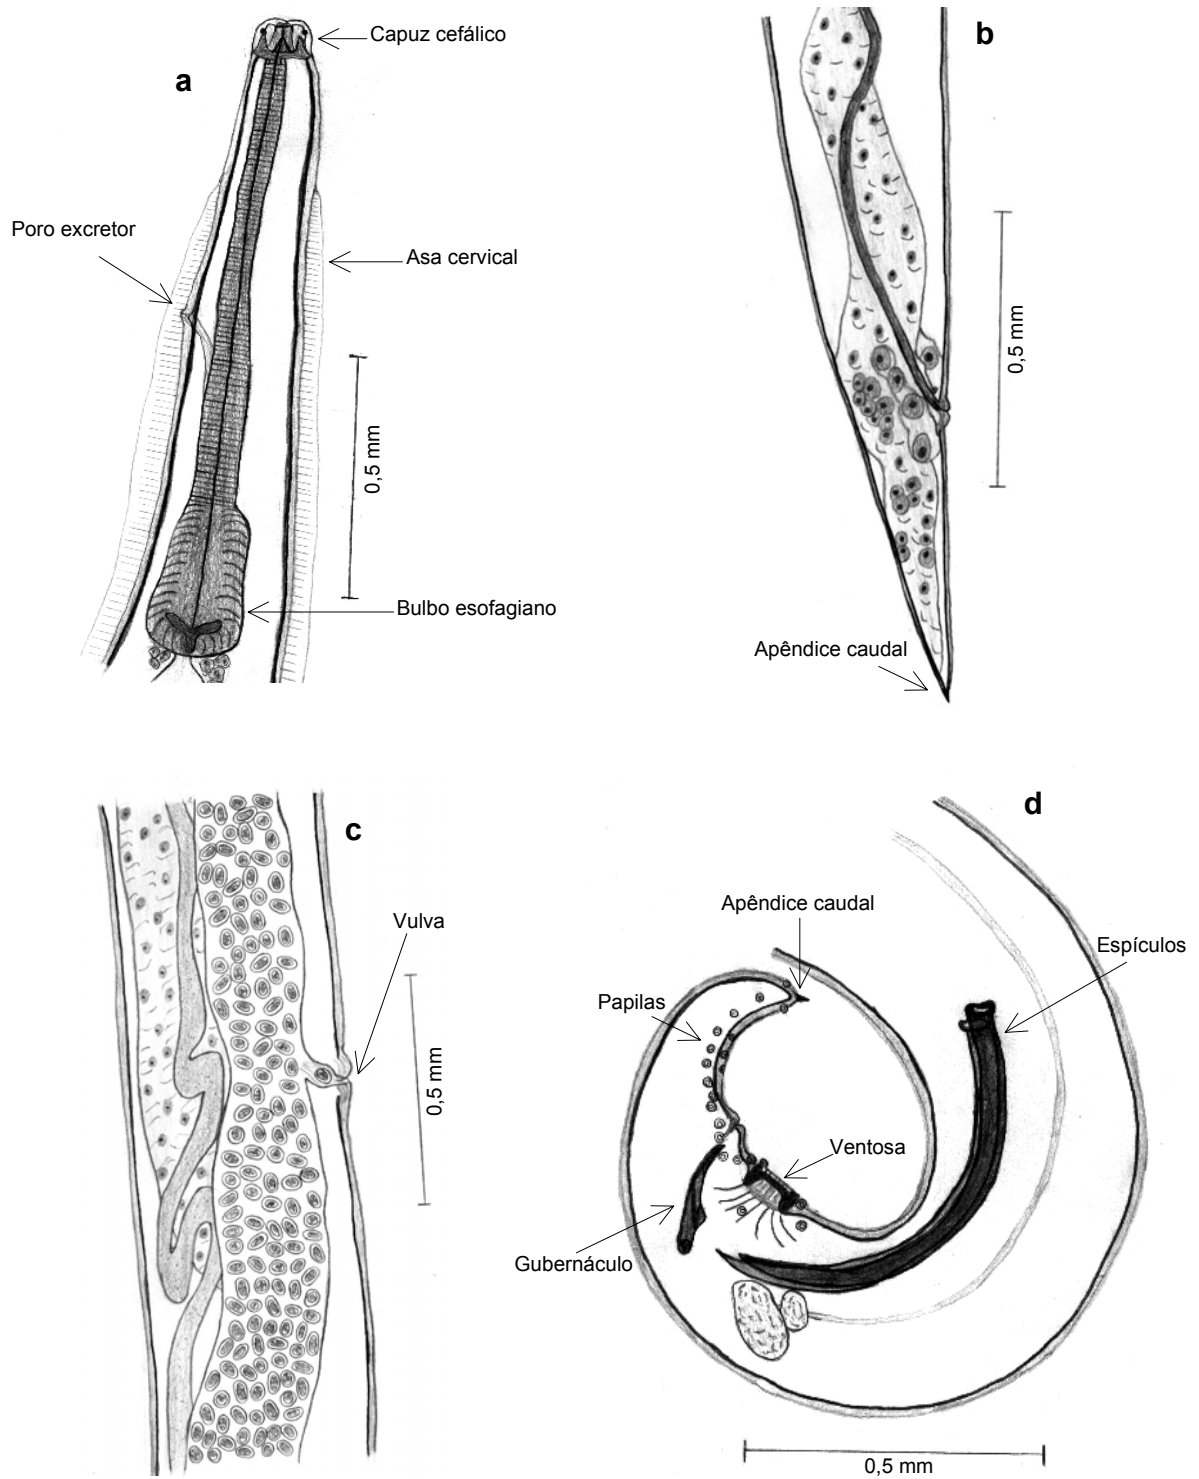 a
Capuz cefálico
Poro excretor
Asa cervical
0,5 mm
Bulbo esofagiano
b
0,5 mm
Apêndice caudal
c
Vulva
0,5 mm
d
Apêndice caudal
Espículos
Papilas
Ventosa
Gubernáculo
0,5 mm